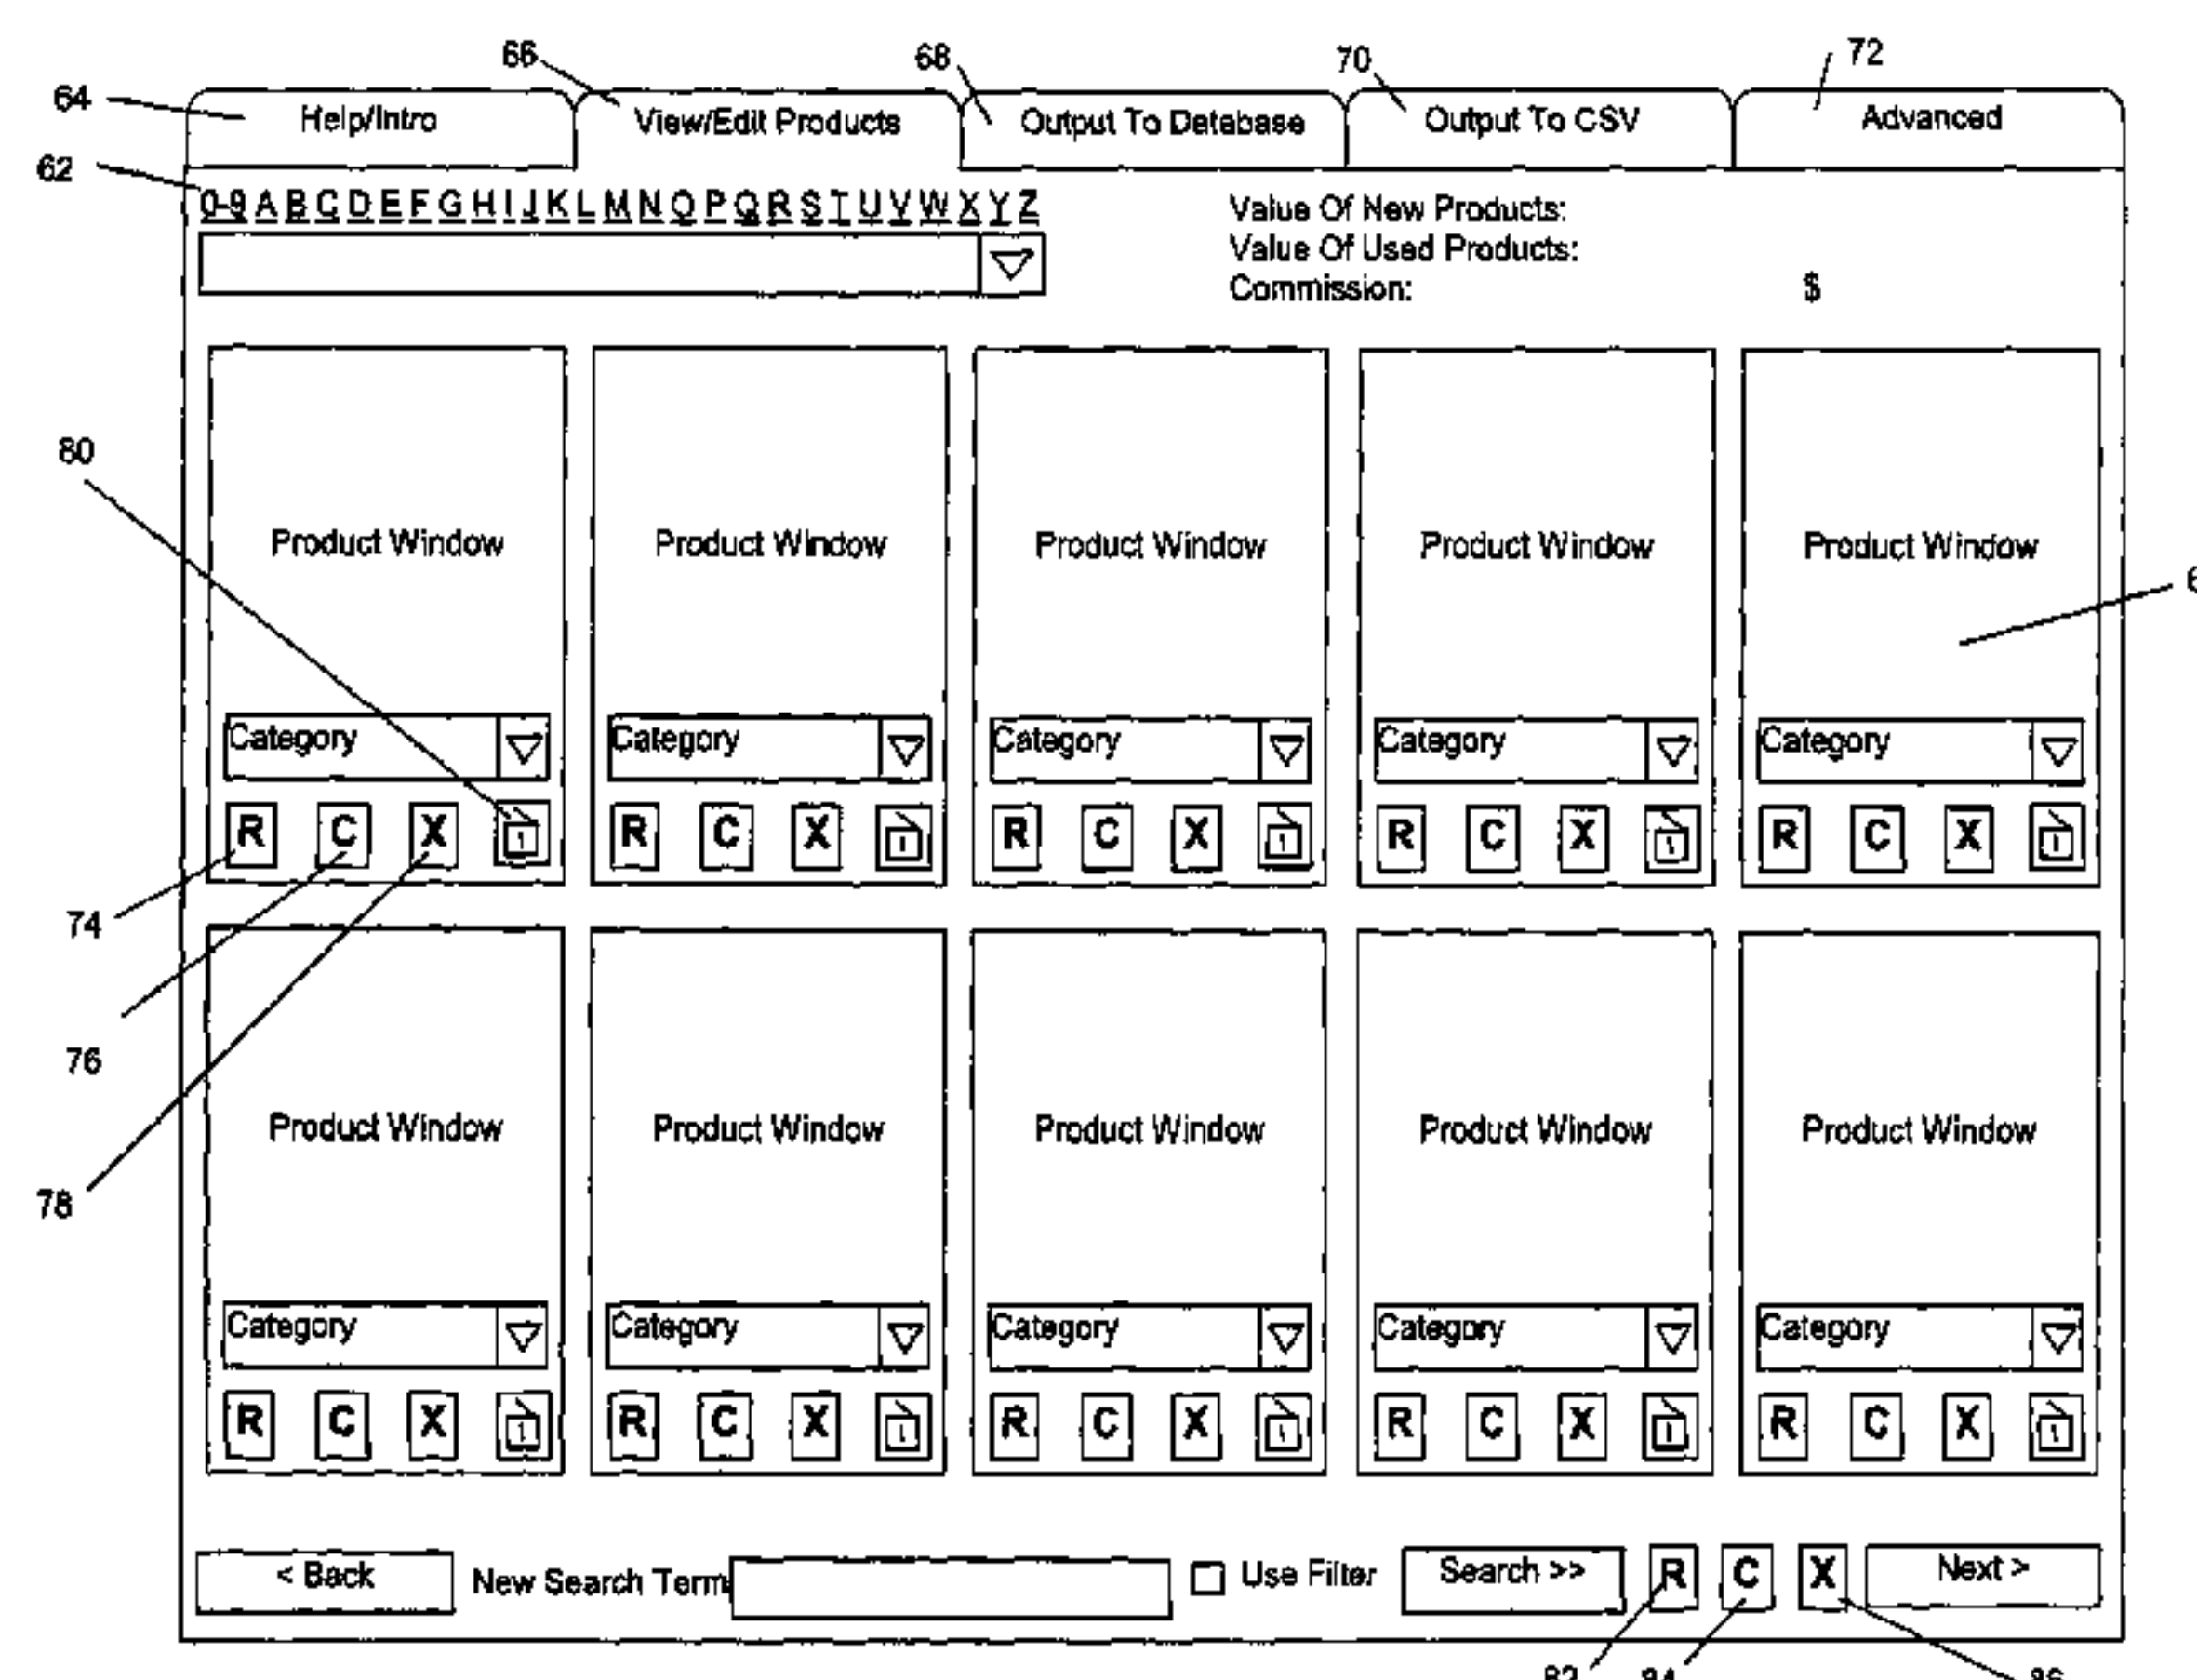 66 68 70 72
64 Help/Intro View/Edit Products Output To Database Output To CSV Advanced
62
0-9 A B C D E F G H I J K L M N O P Q R S T U V W X Y Z
Value Of New Products:
Value Of Used Products:
Commission: $
80
Product Window Product Window Product Window Product Window Product Window
Category Category Category Category Category
R C X R C X R C X R C X R C X
74
76
Product Window Product Window Product Window Product Window Product Window
78
Category Category Category Category Category
R C X R C X R C X R C X R C X
< Back New Search Term Use Filter Search >> R C X Next >
84 86